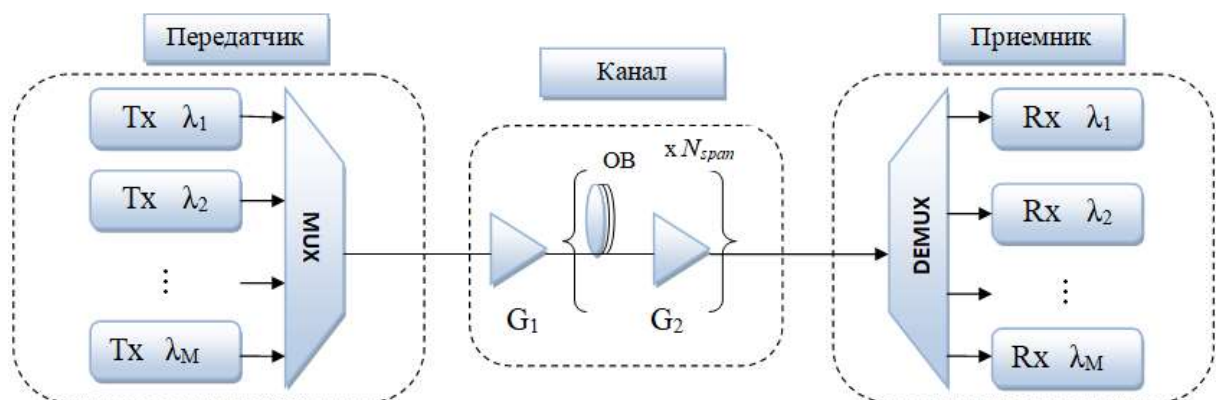 Передатчик
Канал
Приемник
Tx λ₁
Tx λ₂
⋮
Tx λM
MUX
G₁
ОВ
x Nspan
G₂
DEMUX
Rx λ₁
Rx λ₂
⋮
Rx λM